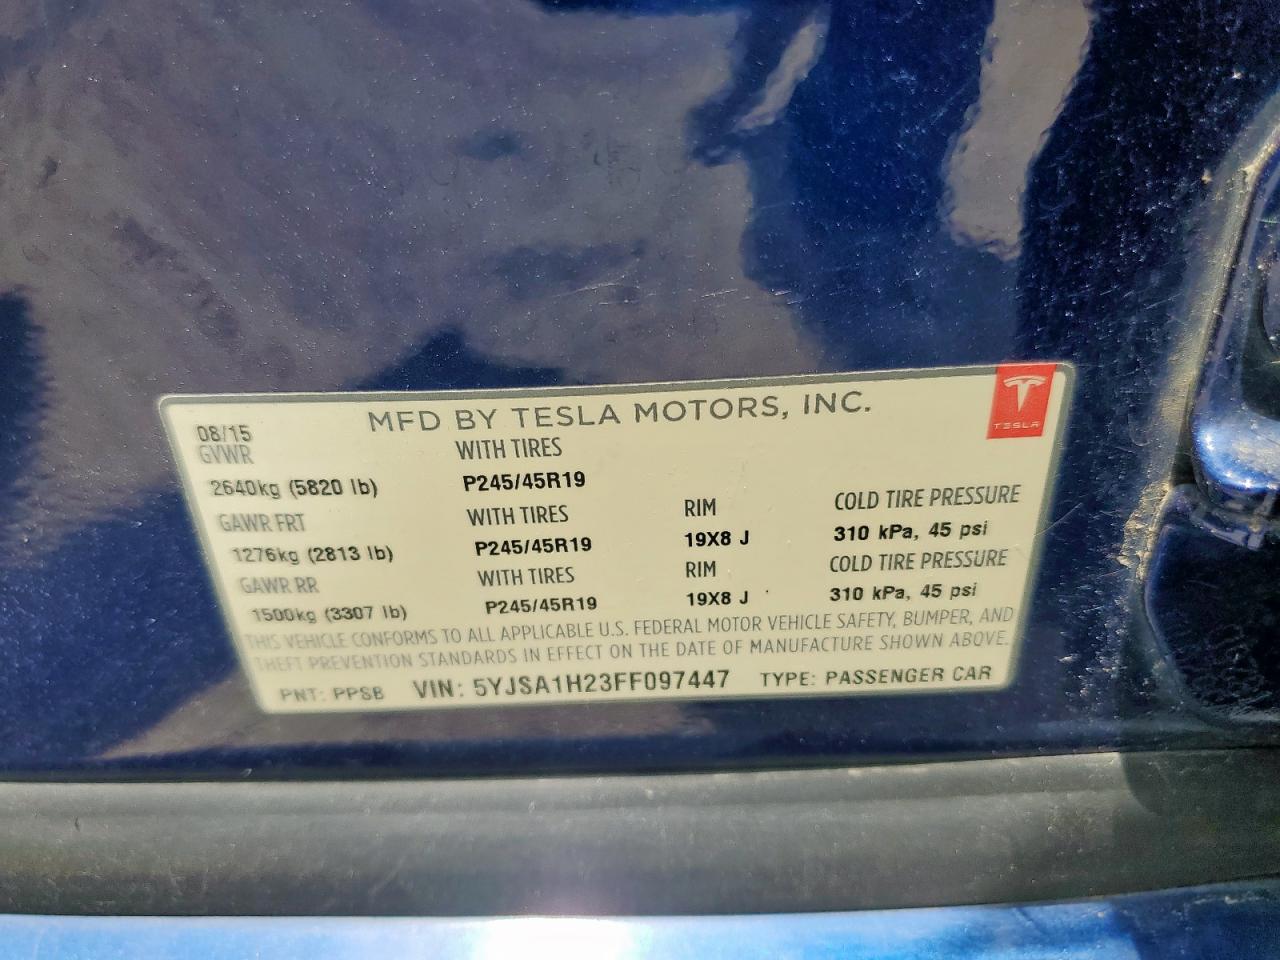 MFD BY TESLA MOTORS, INC.
TESLA
08/15
GVWR WITH TIRES
2640kg (5820 lb) P245/45R19
GAWR FRT WITH TIRES RIM COLD TIRE PRESSURE
1276kg (2813 lb) P245/45R19 19X8 J 310 kPa, 45 psi
GAWR RR WITH TIRES RIM COLD TIRE PRESSURE
1500kg (3307 lb) P245/45R19 19X8 J 310 kPa, 45 psi
THIS VEHICLE CONFORMS TO ALL APPLICABLE U.S. FEDERAL MOTOR VEHICLE SAFETY, BUMPER, AND
THEFT PREVENTION STANDARDS IN EFFECT ON THE DATE OF MANUFACTURE SHOWN ABOVE.
PNT: PPSB VIN: 5YJSA1H23FF097447 TYPE: PASSENGER CAR